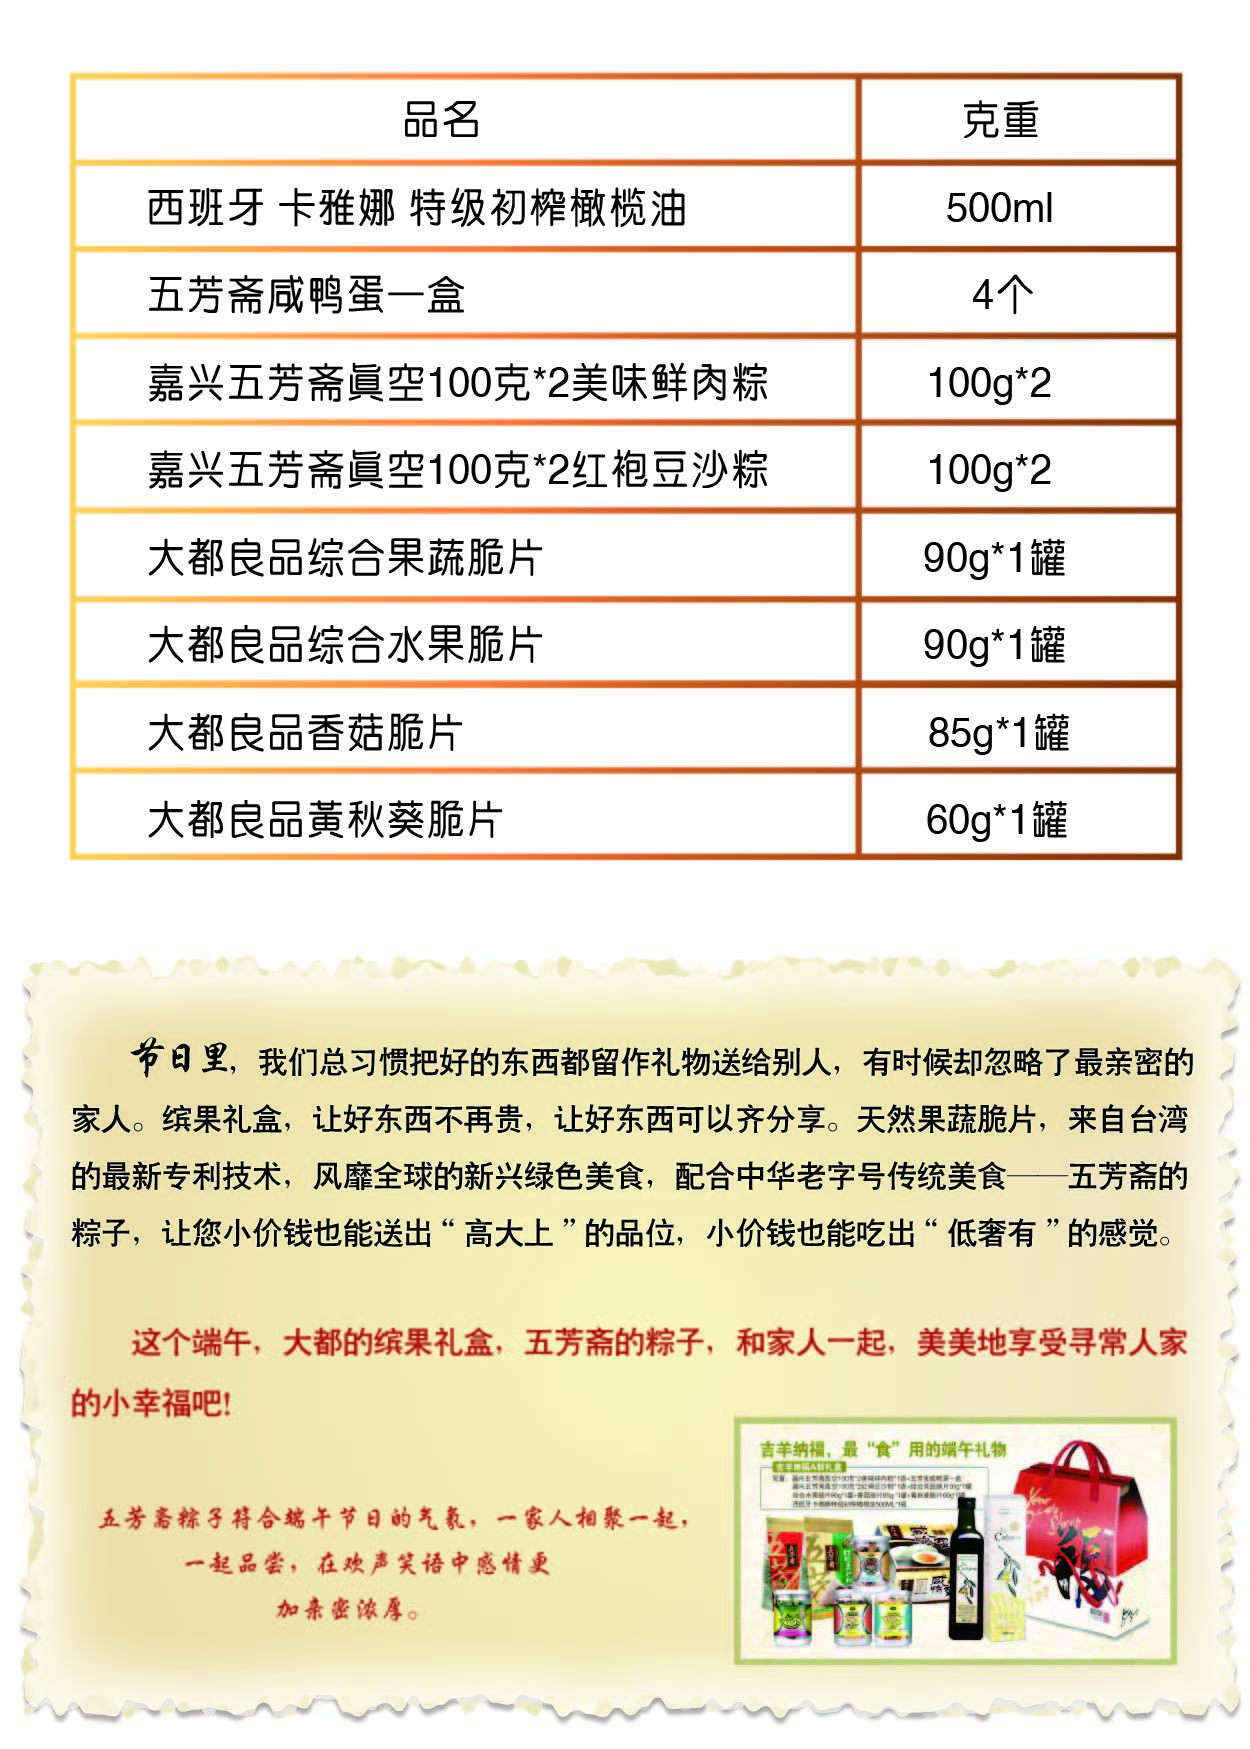 品名 克重
西班牙 卡雅娜 特级初榨橄榄油 500ml
五芳斋咸鸭蛋一盒 4个
嘉兴五芳斋眞空100克*2美味鲜肉粽 100g*2
嘉兴五芳斋眞空100克*2红袍豆沙粽 100g*2
大都良品综合果蔬脆片 90g*1罐
大都良品综合水果脆片 90g*1罐
大都良品香菇脆片 85g*1罐
大都良品黃秋葵脆片 60g*1罐
节日里，我们总习惯把好的东西都留作礼物送给别人，有时候却忽略了最亲密的
家人。缤果礼盒，让好东西不再贵，让好东西可以齐分享。天然果蔬脆片，来自台湾
的最新专利技术，风靡全球的新兴绿色美食，配合中华老字号传统美食——五芳斋的
粽子，让您小价钱也能送出“高大上”的品位，小价钱也能吃出“低奢有”的感觉。
这个端午，大都的缤果礼盒，五芳斋的粽子，和家人一起，美美地享受寻常人家
的小幸福吧!
五芳斋粽子符合端午节日的气氛，一家人相聚一起，
一起品尝，在欢声笑语中感情更
加亲密浓厚。
吉羊纳福，最“食”用的端午礼物
吉羊纳福A款礼盒